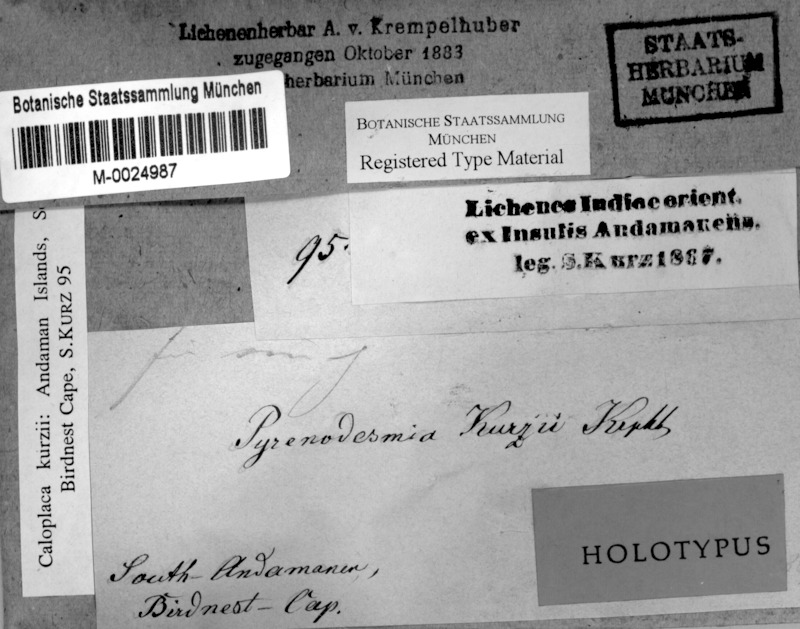 Lichenenherbar A. v. Krempelhuber
zugegangen Oktober 1883
herbarium München
STAATS-
HERBARIUM
MÜNCHEN
Botanische Staatssammlung München
M-0024987
BOTANISCHE STAATSSAMMLUNG
MÜNCHEN
Registered Type Material
Lichenes Indiae orient.
ex Insulis Andamanens.
leg. S. Kurz 1867.
95.
Caloplaca kurzii: Andaman Islands, S
Birdnest Cape, S.KURZ 95
Pyrenodesmia Kurzii Krphb
HOLOTYPUS
South-Andamanen,
Birdnest-Cap.